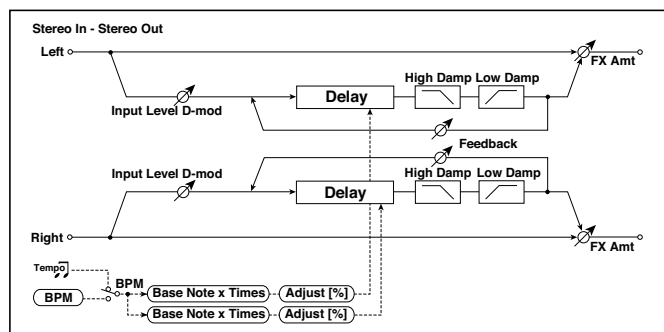 Stereo In - Stereo Out
Left
FX Amt
High Damp Low Damp
Delay
Input Level D-mod
Feedback
Input Level D-mod
High Damp Low Damp
Delay
Right
FX Amt
Tempo
BPM
BPM
Base Note x Times
Adjust [%]
Base Note x Times
Adjust [%]